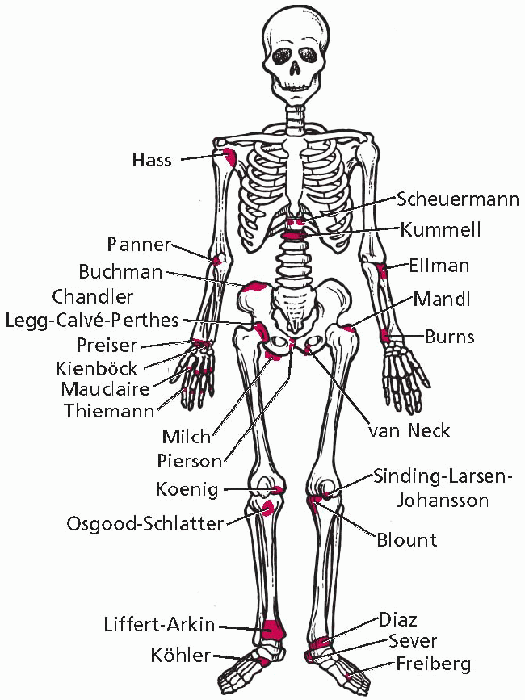 Hass
Scheuermann
Kummell
Panner
Ellman
Buchman
Chandler
Mandl
Legg-Calvé-Perthes
Preiser
Burns
Kienböck
Mauclaire
Thiemann
Milch
van Neck
Pierson
Koenig
Sinding-Larsen-
Johansson
Osgood-Schlatter
Blount
Liffert-Arkin
Diaz
Sever
Köhler
Freiberg